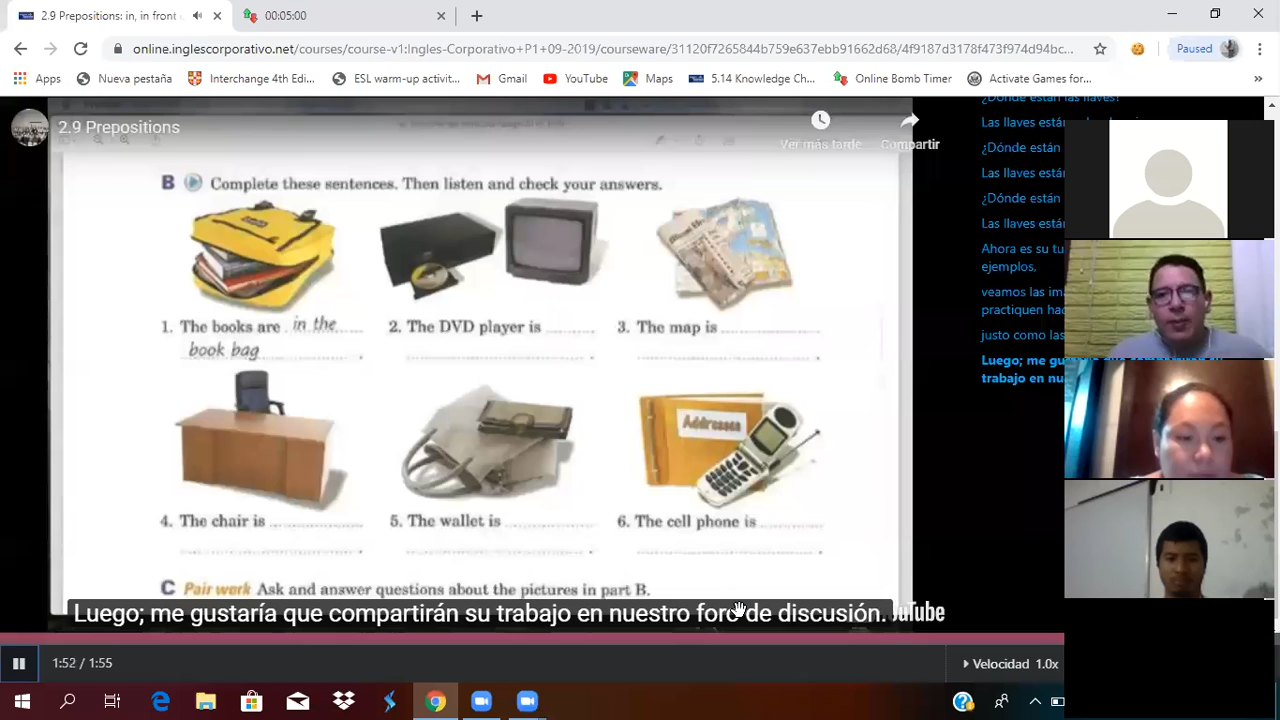 2.9 Prepositions: in, in front
00:05:00
online.inglescorporativo.net/courses/course-v1:Ingles-Corporativo+P1+09-2019/courseware/31120f7265844b759e637ebb91662d68/4f9187d3178f473f974d94bc...
Paused
Apps
Nueva pestaña
Interchange 4th Edi...
ESL warm-up activit...
Gmail
YouTube
Maps
5.14 Knowledge Ch...
Online Bomb Timer
Activate Games for...
2.9 Prepositions
Ver más tarde
Compartir
B Complete these sentences. Then listen and check your answers.
1. The books are in the
book bag
2. The DVD player is
3. The map is
Addresses
4. The chair is
5. The wallet is
6. The cell phone is
C Pair work Ask and answer questions about the pictures in part B.
Luego; me gustaría que compartirán su trabajo en nuestro foro de discusión.
uTube
¿Dónde están las llaves?
Las llaves están
¿Dónde están
Las llaves están
¿Dónde están
Las llaves están
Ahora es su tu
ejemplos,
veamos las im
practiquen hac
justo como las
Luego; me gu
trabajo en nu
1:52 / 1:55
Velocidad 1.0x